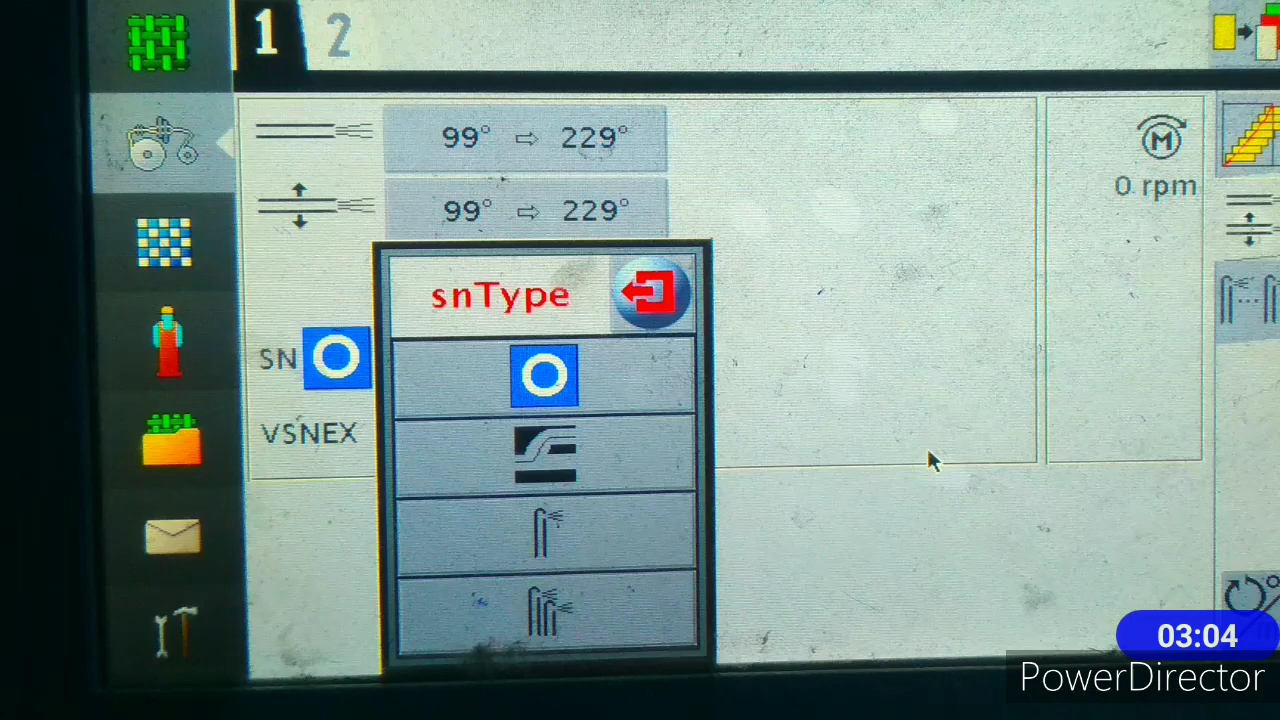 1 2
99° ⇨ 229°
0 rpm
99° ⇨ 229°
snType
SN
VSNEX
03:04
PowerDirector